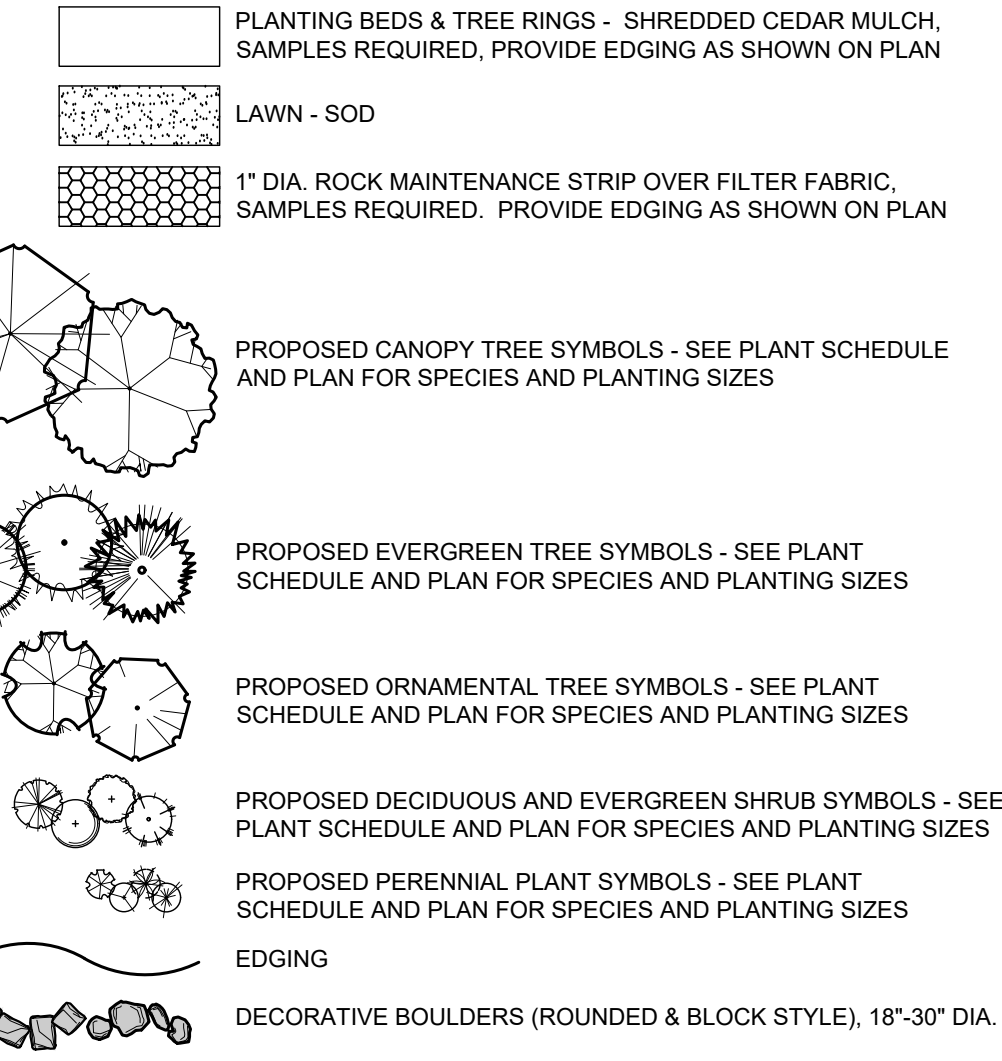 PLANTING BEDS & TREE RINGS - SHREDDED CEDAR MULCH,
SAMPLES REQUIRED, PROVIDE EDGING AS SHOWN ON PLAN
LAWN - SOD
1" DIA. ROCK MAINTENANCE STRIP OVER FILTER FABRIC,
SAMPLES REQUIRED. PROVIDE EDGING AS SHOWN ON PLAN
PROPOSED CANOPY TREE SYMBOLS - SEE PLANT SCHEDULE
AND PLAN FOR SPECIES AND PLANTING SIZES
PROPOSED EVERGREEN TREE SYMBOLS - SEE PLANT
SCHEDULE AND PLAN FOR SPECIES AND PLANTING SIZES
PROPOSED ORNAMENTAL TREE SYMBOLS - SEE PLANT
SCHEDULE AND PLAN FOR SPECIES AND PLANTING SIZES
PROPOSED DECIDUOUS AND EVERGREEN SHRUB SYMBOLS - SEE
PLANT SCHEDULE AND PLAN FOR SPECIES AND PLANTING SIZES
PROPOSED PERENNIAL PLANT SYMBOLS - SEE PLANT
SCHEDULE AND PLAN FOR SPECIES AND PLANTING SIZES
EDGING
DECORATIVE BOULDERS (ROUNDED & BLOCK STYLE), 18"-30" DIA.